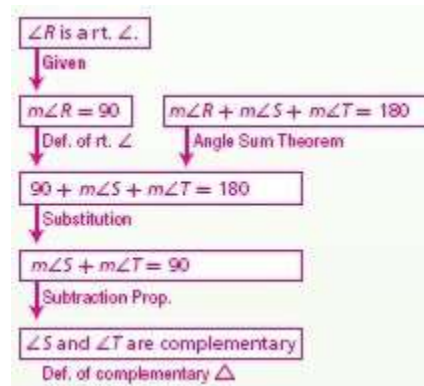 ∠R is a rt. ∠.
Given
m∠R = 90 m∠R + m∠S + m∠T = 180
Def. of rt. ∠ Angle Sum Theorem
90 + m∠S + m∠T = 180
Substitution
m∠S + m∠T = 90
Subtraction Prop.
∠S and ∠T are complementary
Def. of complementary △